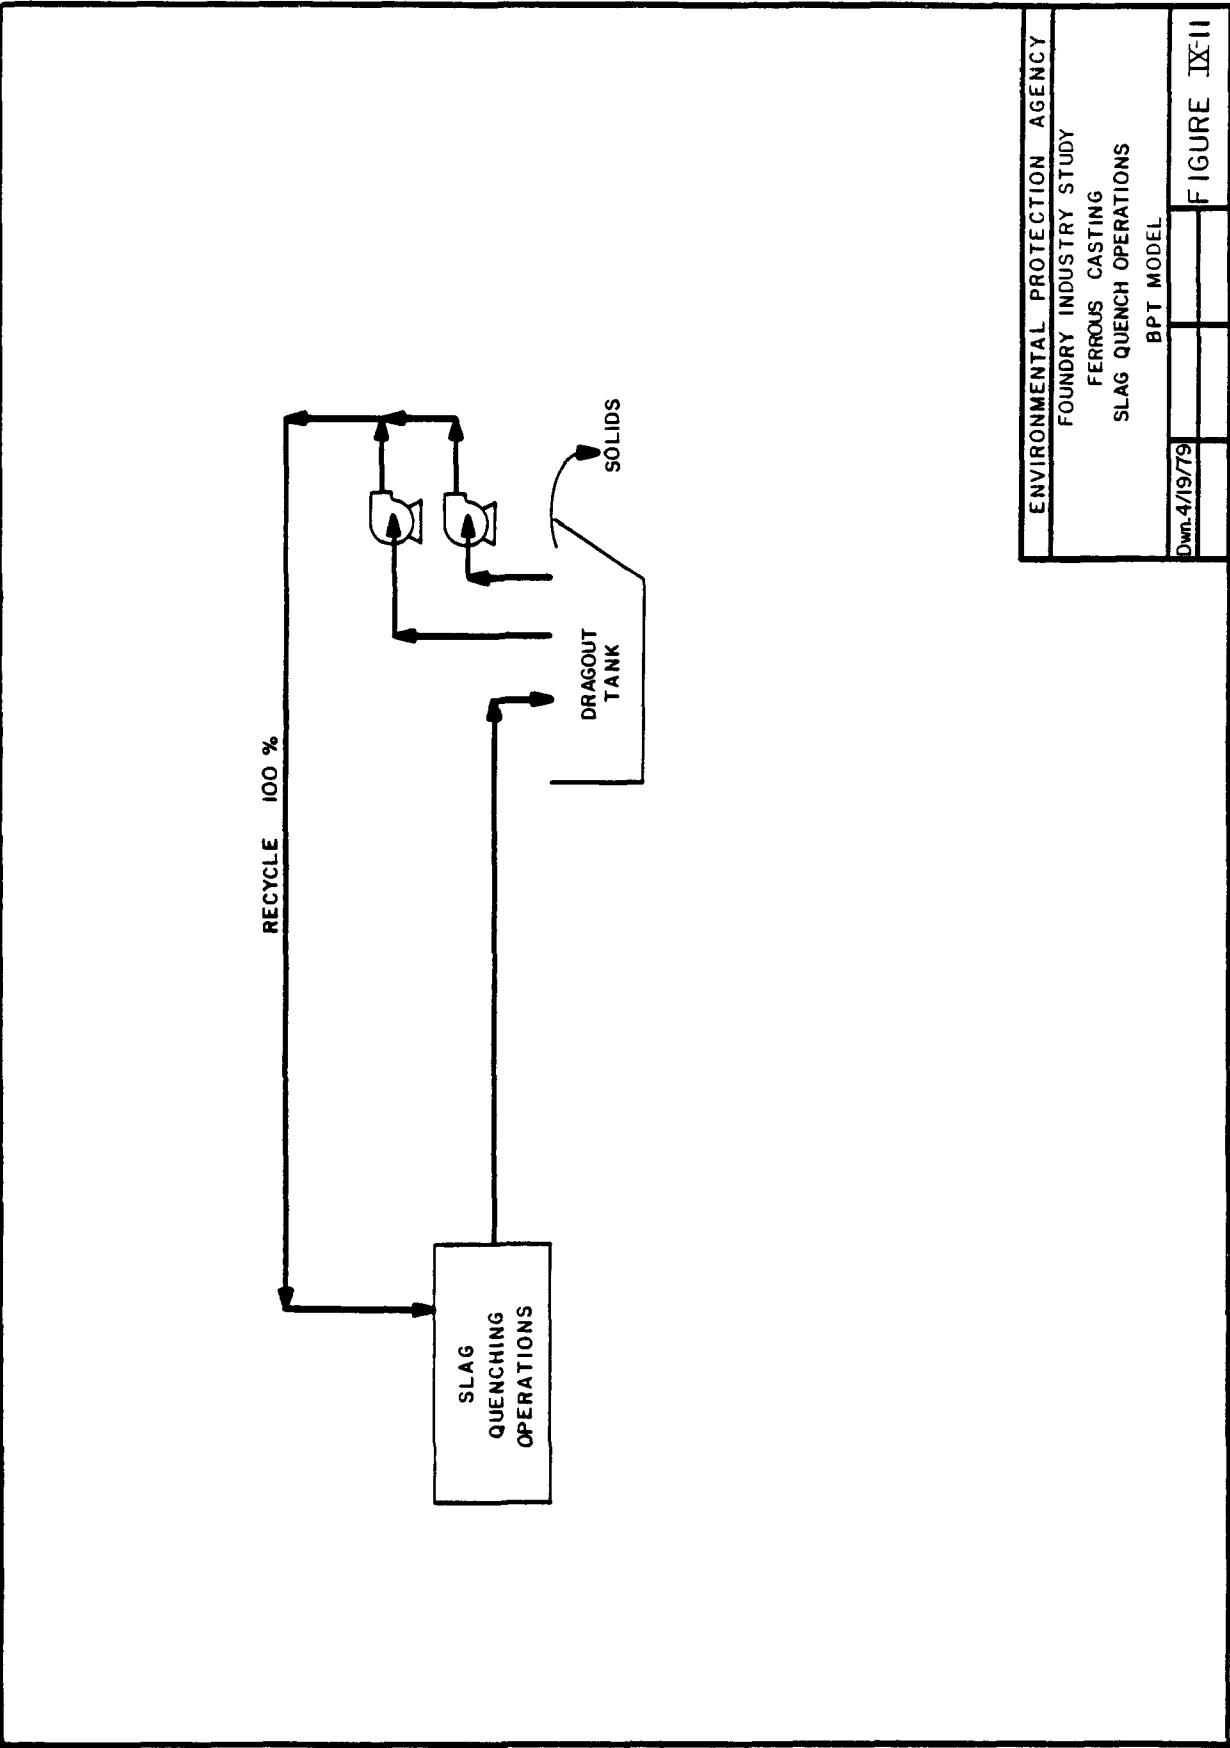 RECYCLE 100 %
SLAG
QUENCHING
OPERATIONS
DRAGOUT
TANK
SOLIDS
ENVIRONMENTAL PROTECTION AGENCY
FOUNDRY INDUSTRY STUDY
FERROUS CASTING
SLAG QUENCH OPERATIONS
BPT MODEL
Dwn.4/19/79
FIGURE IX-11